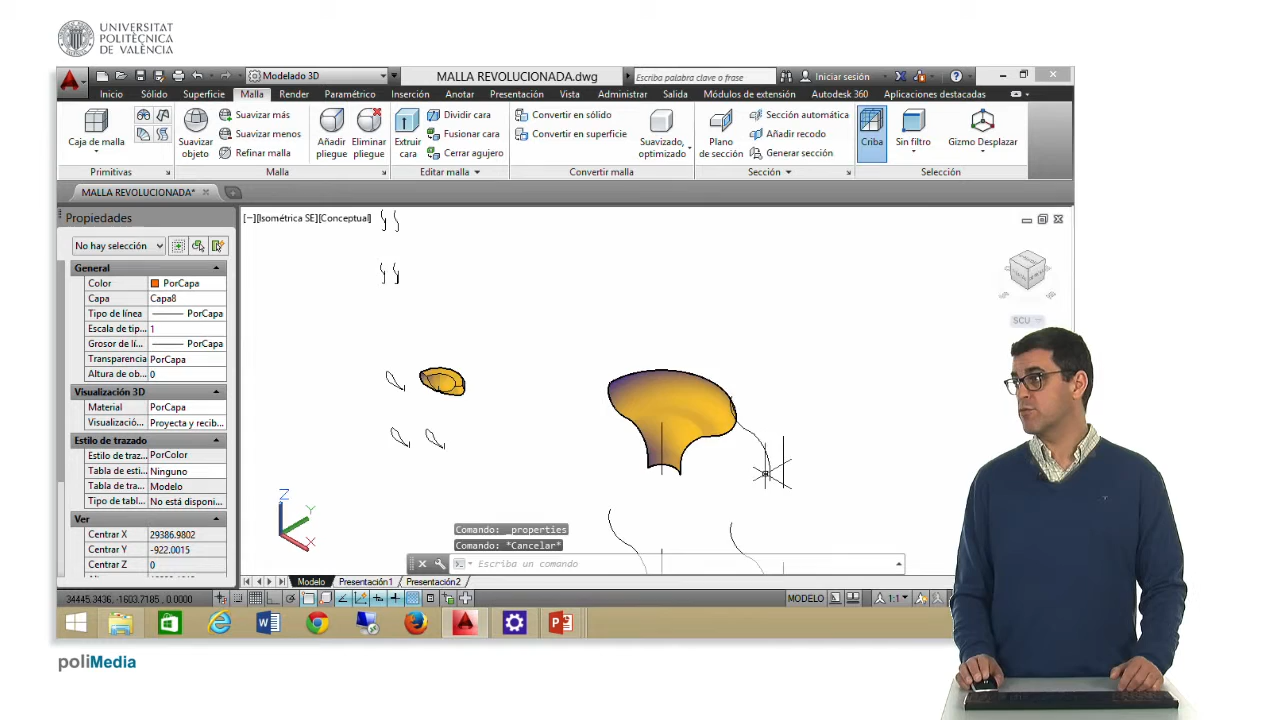 UNIVERSITAT
POLITÈCNICA
DE VALÈNCIA
Modelado 3D
MALLA REVOLUCIONADA.dwg
Escriba palabra clave o frase
Iniciar sesión
Inicio Sólido Superficie Malla Render Paramétrico Inserción Anotar Presentación Vista Administrar Salida Módulos de extensión Autodesk 360 Aplicaciones destacadas
Caja de malla
Suavizar objeto
Suavizar más
Suavizar menos
Refinar malla
Añadir pliegue
Eliminar pliegue
Extruir cara
Dividir cara
Fusionar cara
Cerrar agujero
Convertir en sólido
Convertir en superficie
Suavizado, optimizado
Plano de sección
Sección automática
Añadir recodo
Generar sección
Criba
Sin filtro
Gizmo Desplazar
Primitivas Malla Editar malla Convertir malla Sección Selección
MALLA REVOLUCIONADA*
Propiedades
[−][Isométrica SE][Conceptual]
No hay selección
General
Color PorCapa
Capa Capa8
Tipo de línea PorCapa
Escala de tip... 1
Grosor de lí... PorCapa
Transparencia PorCapa
Altura de ob... 0
Visualización 3D
Material PorCapa
Visualizació... Proyecta y recib...
Estilo de trazado
Estilo de traz... PorColor
Tabla de esti... Ninguno
Tabla de est... Modelo
Tipo de tabl... No está disponi...
Ver
Centrar X 29386.9802
Centrar Y -922.0015
Centrar Z 0
SCU
Z
Y
X
Comando: _properties
Comando: *Cancelar*
Escriba un comando
Modelo Presentación1 Presentación2
34445.3436, -1603.7185, 0.0000
MODELO
1:1
poliMedia